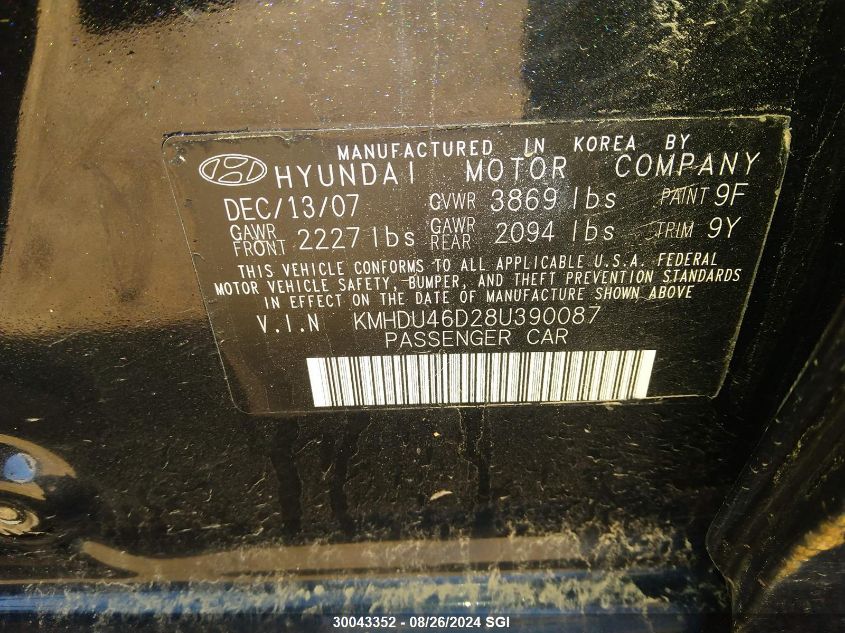 MANUFACTURED IN KOREA BY
HYUNDAI MOTOR COMPANY
DEC/13/07 GVWR 3869 lbs PAINT 9F
GAWR FRONT 2227 lbs GAWR REAR 2094 lbs TRIM 9Y
THIS VEHICLE CONFORMS TO ALL APPLICABLE U.S.A. FEDERAL
MOTOR VEHICLE SAFETY, BUMPER, AND THEFT PREVENTION STANDARDS
IN EFFECT ON THE DATE OF MANUFACTURE SHOWN ABOVE.
V.I.N KMHDU46D28U390087
PASSENGER CAR
30043352 - 08/26/2024 SGI